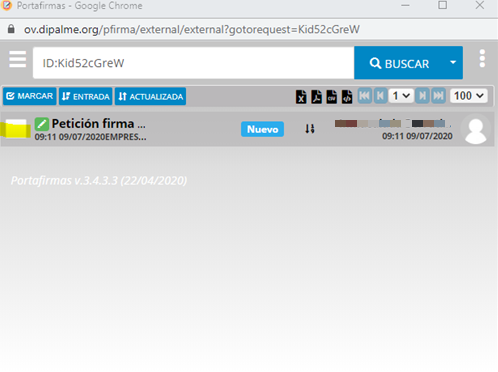 Portafirmas - Google Chrome
ov.dipalme.org/pfirma/external/external?gotorequest=Kid52cGreW
ID:Kid52cGreW
BUSCAR
MARCAR ENTRADA ACTUALIZADA 1 100
Petición firma ... Nuevo
09:11 09/07/2020EMPRES... 09:11 09/07/2020
Portafirmas v.3.4.3.3 (22/04/2020)